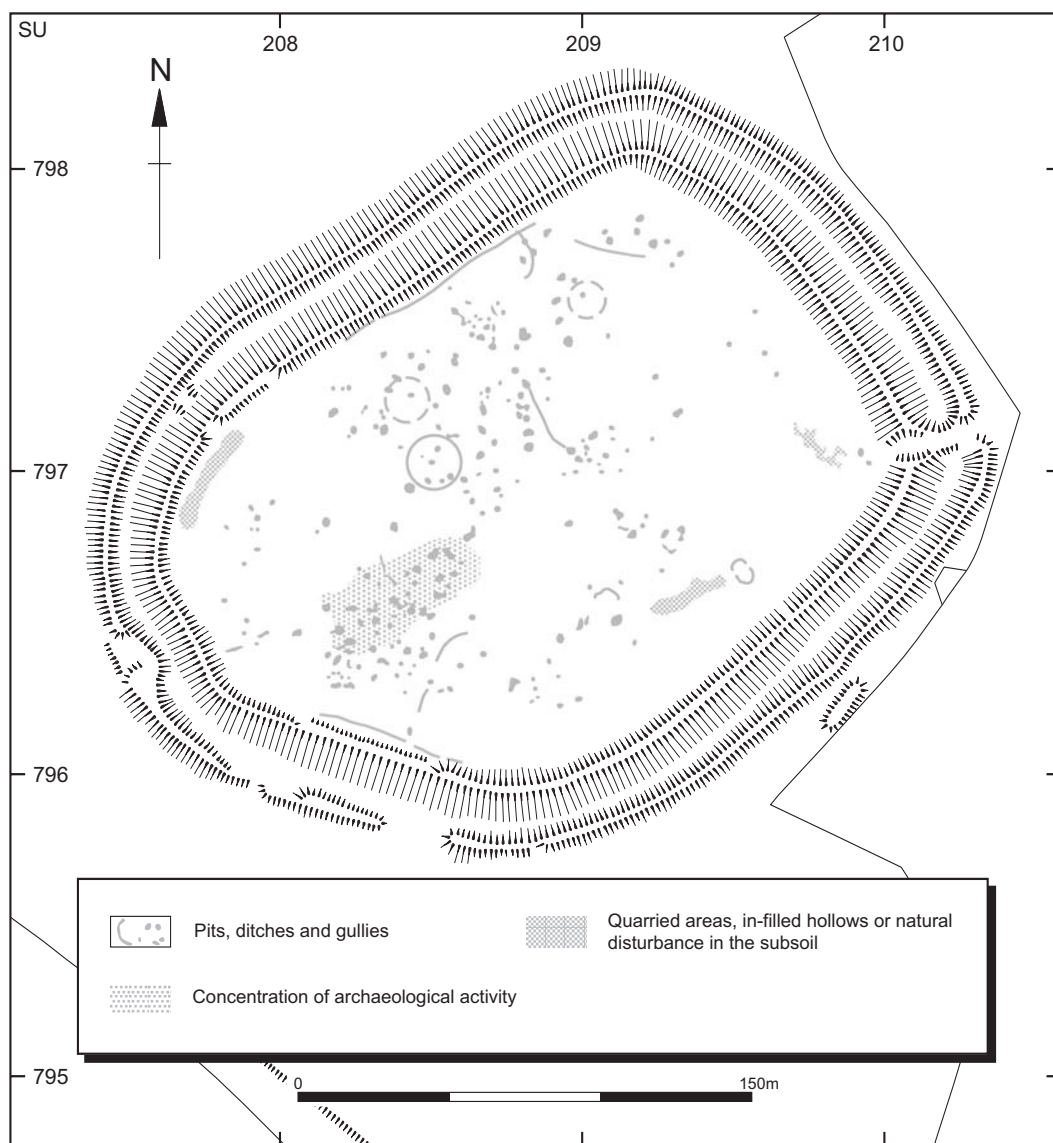 SU
208 209 210
N
798
797
796
795
Pits, ditches and gullies
Quarried areas, in-filled hollows or natural
disturbance in the subsoil
Concentration of archaeological activity
0 150m